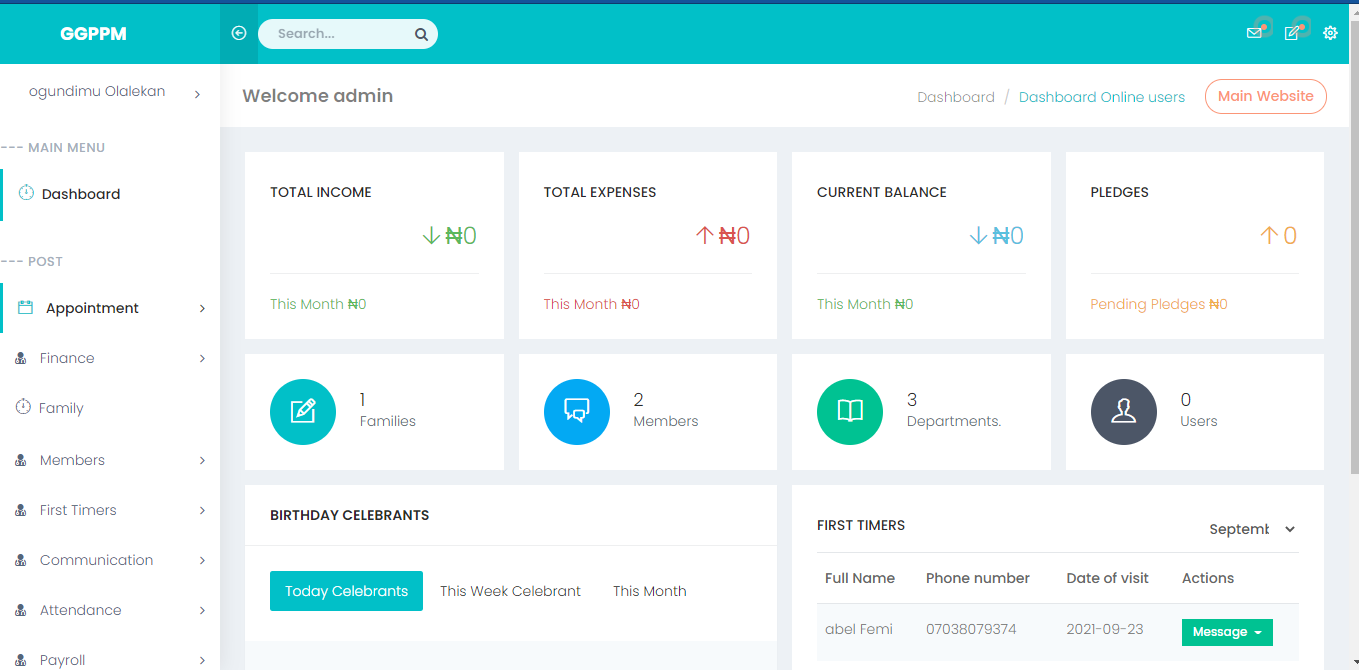 GGPPM
Search...
ogundimu Olalekan
Welcome admin
Dashboard / Dashboard Online users
Main Website
--- MAIN MENU
Dashboard
--- POST
Appointment
Finance
Family
Members
First Timers
Communication
Attendance
Payroll
TOTAL INCOME
₦0
This Month ₦0
TOTAL EXPENSES
₦0
This Month ₦0
CURRENT BALANCE
₦0
This Month ₦0
PLEDGES
0
Pending Pledges ₦0
1
Families
2
Members
3
Departments.
0
Users
BIRTHDAY CELEBRANTS
Today Celebrants This Week Celebrant This Month
FIRST TIMERS
Septemb
Full Name Phone number Date of visit Actions
abel Femi 07038079374 2021-09-23 Message